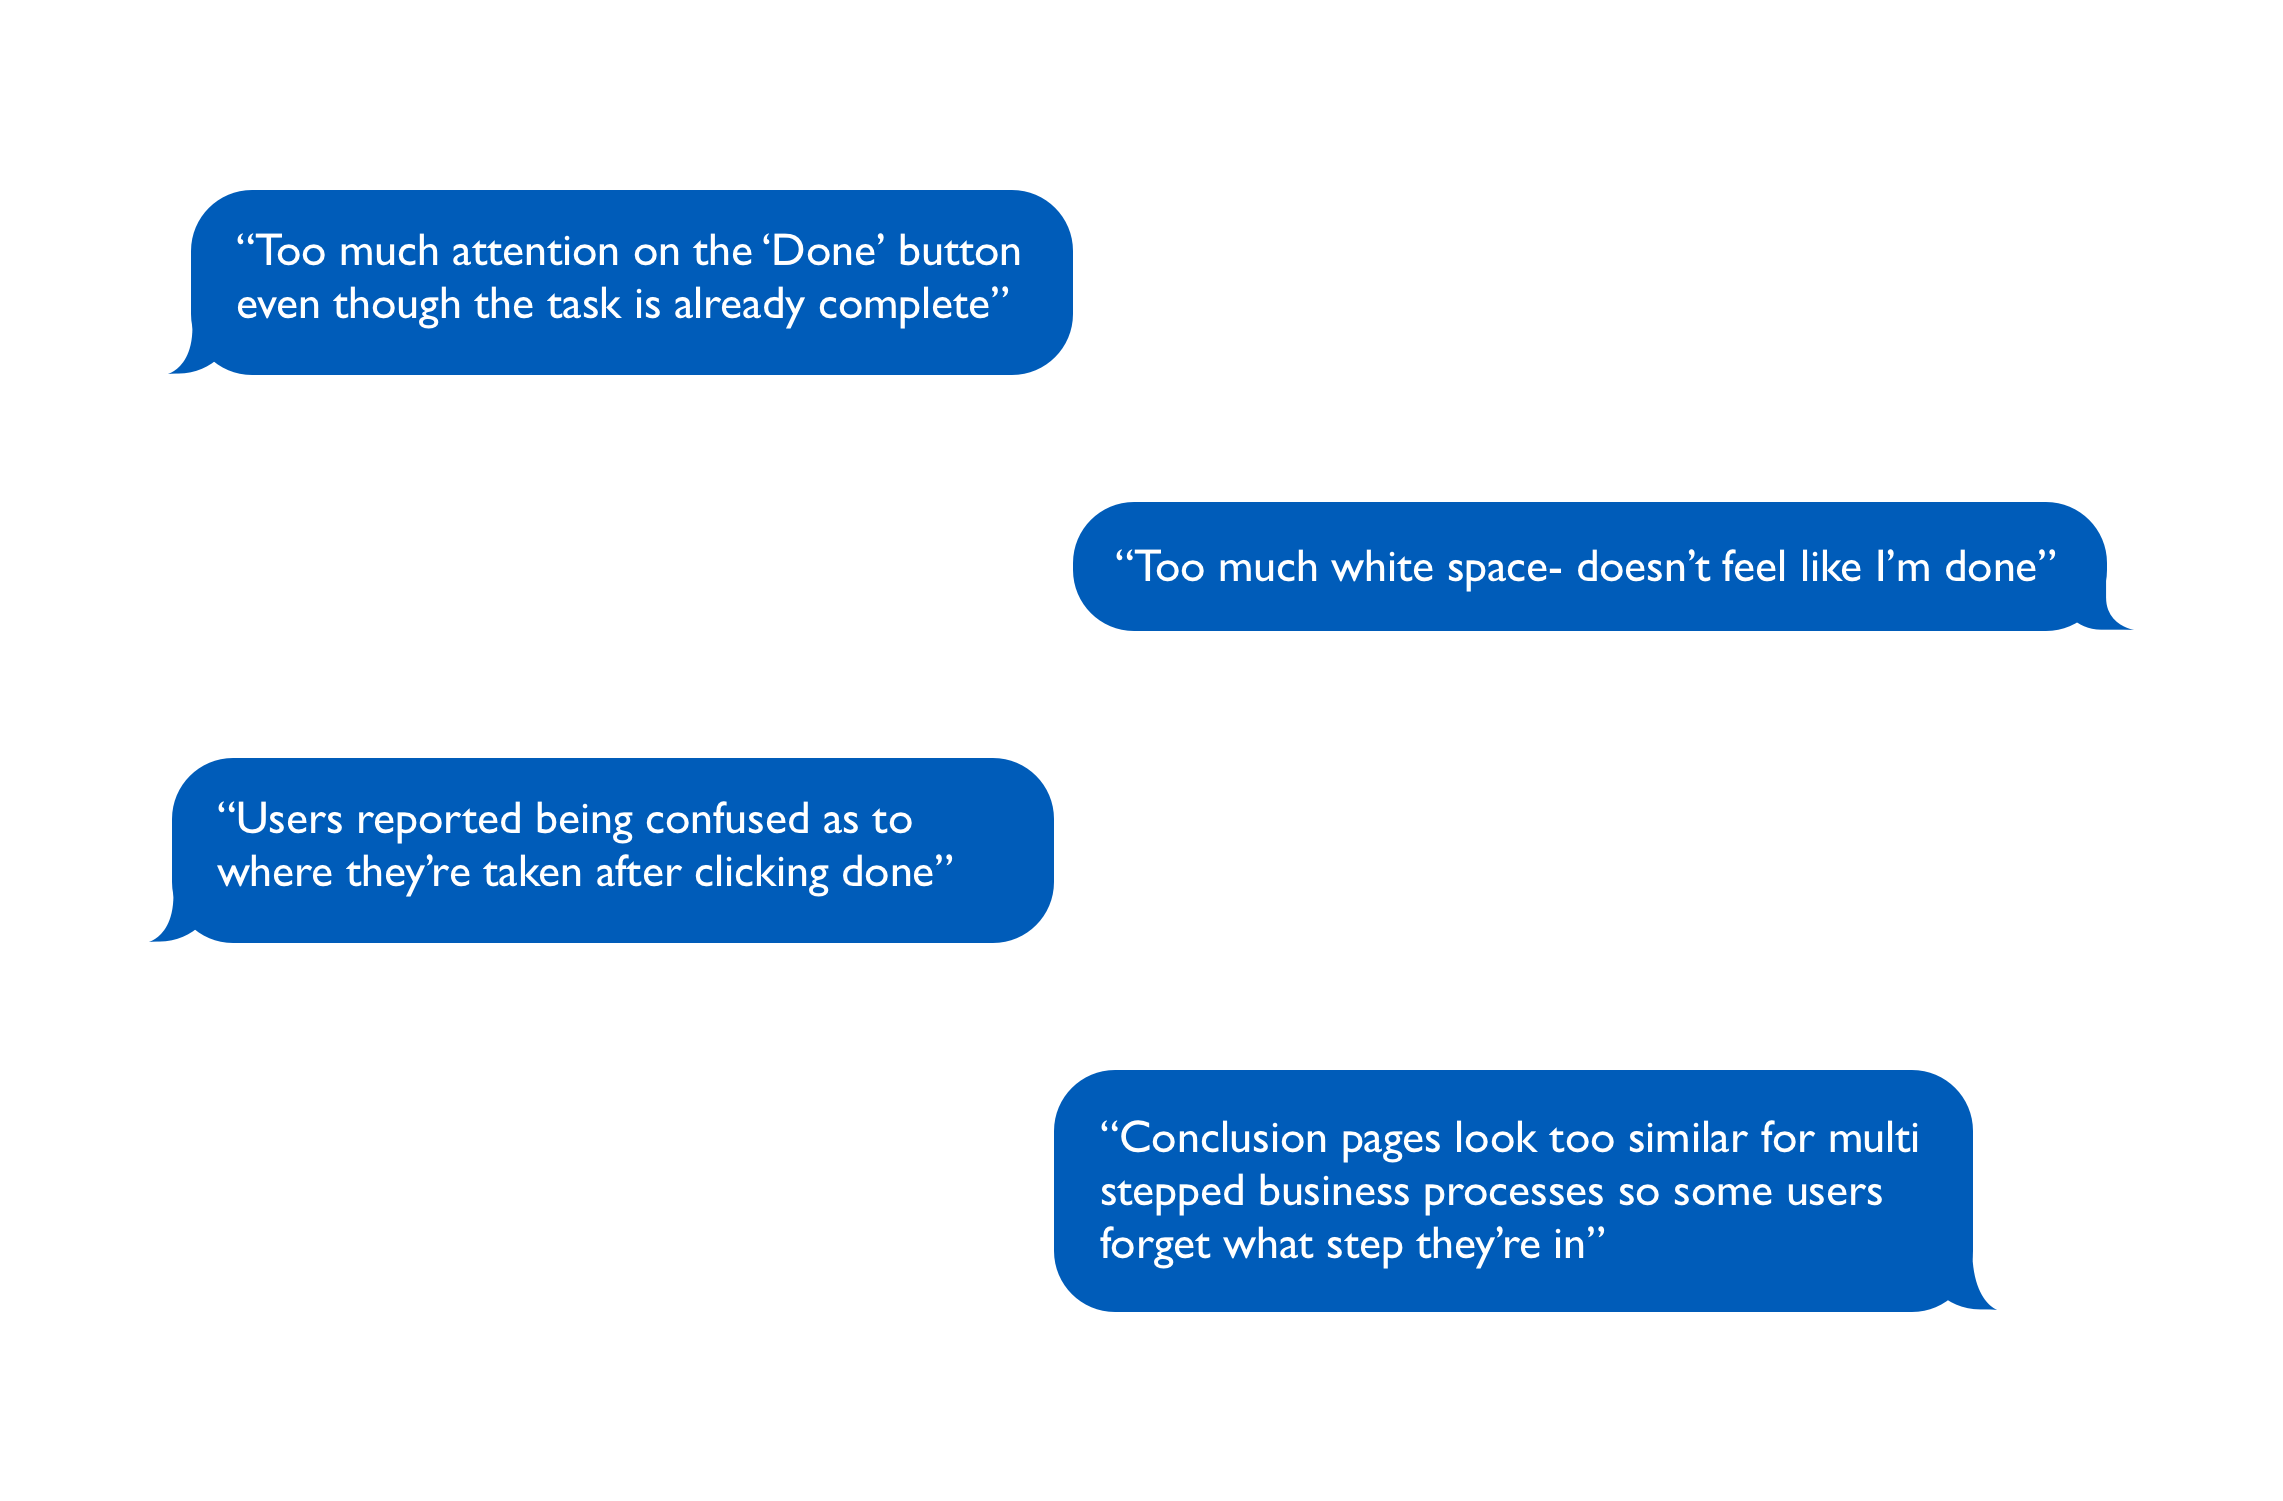 “Too much attention on the ‘Done’ button
even though the task is already complete”
“Too much white space- doesn’t feel like I’m done”
“Users reported being confused as to
where they’re taken after clicking done”
“Conclusion pages look too similar for multi
stepped business processes so some users
forget what step they’re in”